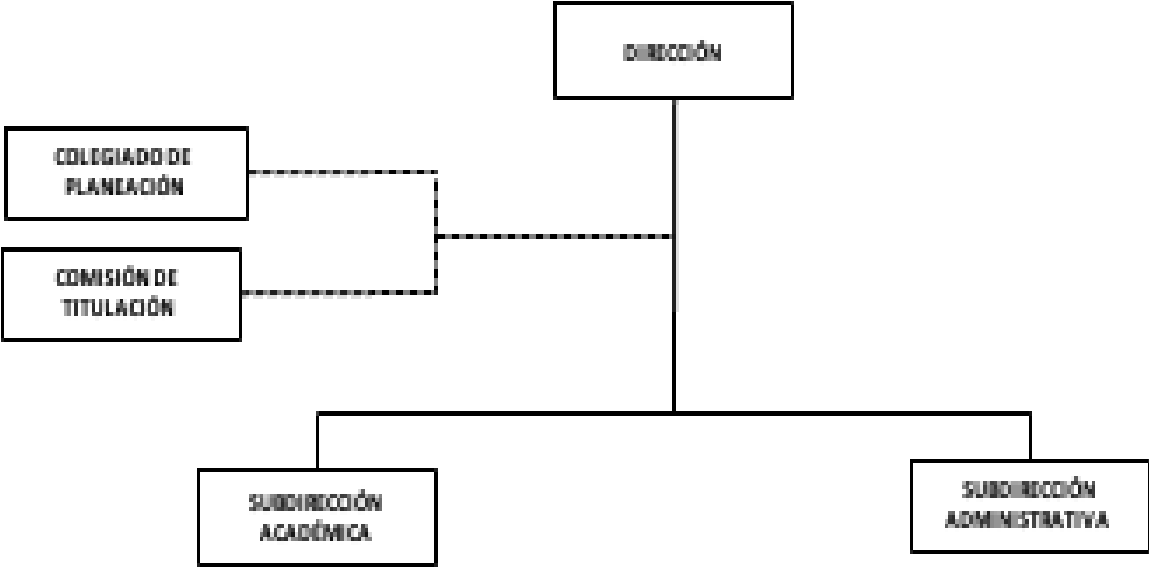 DIRECCIÓN
COLEGIADO DE
PLANEACIÓN
COMISIÓN DE
TITULACIÓN
SUBDIRECCIÓN
ACADÉMICA
SUBDIRECCIÓN
ADMINISTRATIVA